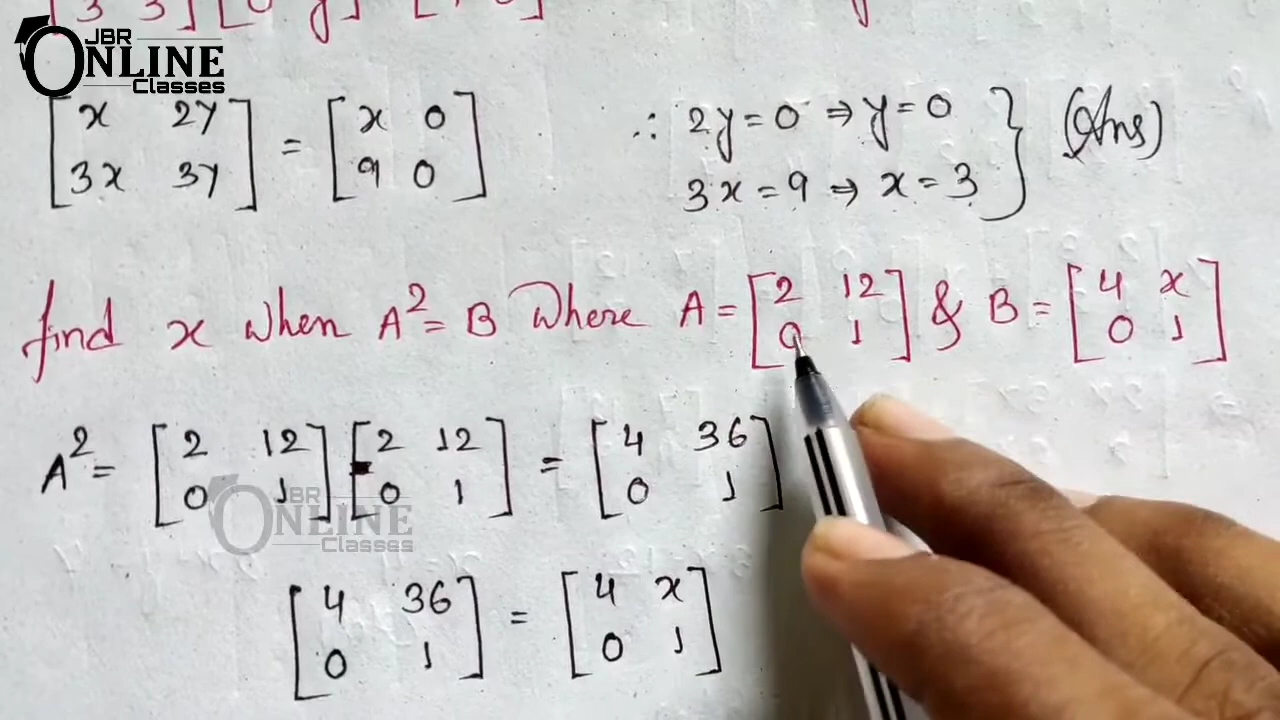 JBR
ONLINE
Classes
[x 2y / 3x 3y] = [x 0 / 9 0] ∴ 2y=0 ⇒ y=0
3x=9 ⇒ x=3 } (Ans)
find x when A²=B Where A=[2 12 / 0 1] & B=[4 x / 0 1]
A²= [2 12 / 0 1] [2 12 / 0 1] = [4 36 / 0 1]
JBR
ONLINE
Classes
[4 36 / 0 1] = [4 x / 0 1]